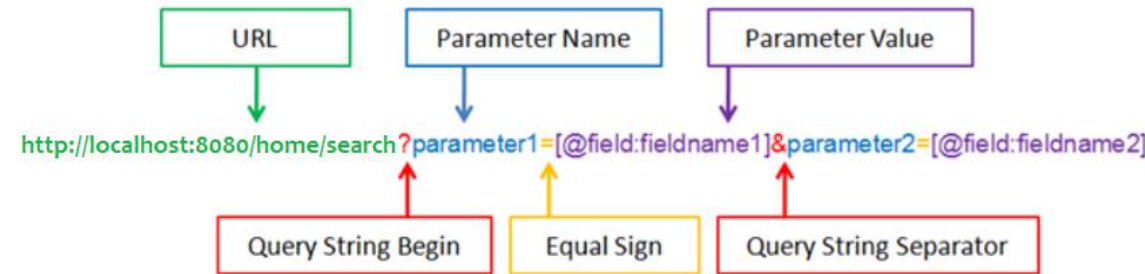 URL Parameter Name Parameter Value
http://localhost:8080/home/search?parameter1=[@field:fieldname1]&parameter2=[@field:fieldname2]
Query String Begin Equal Sign Query String Separator